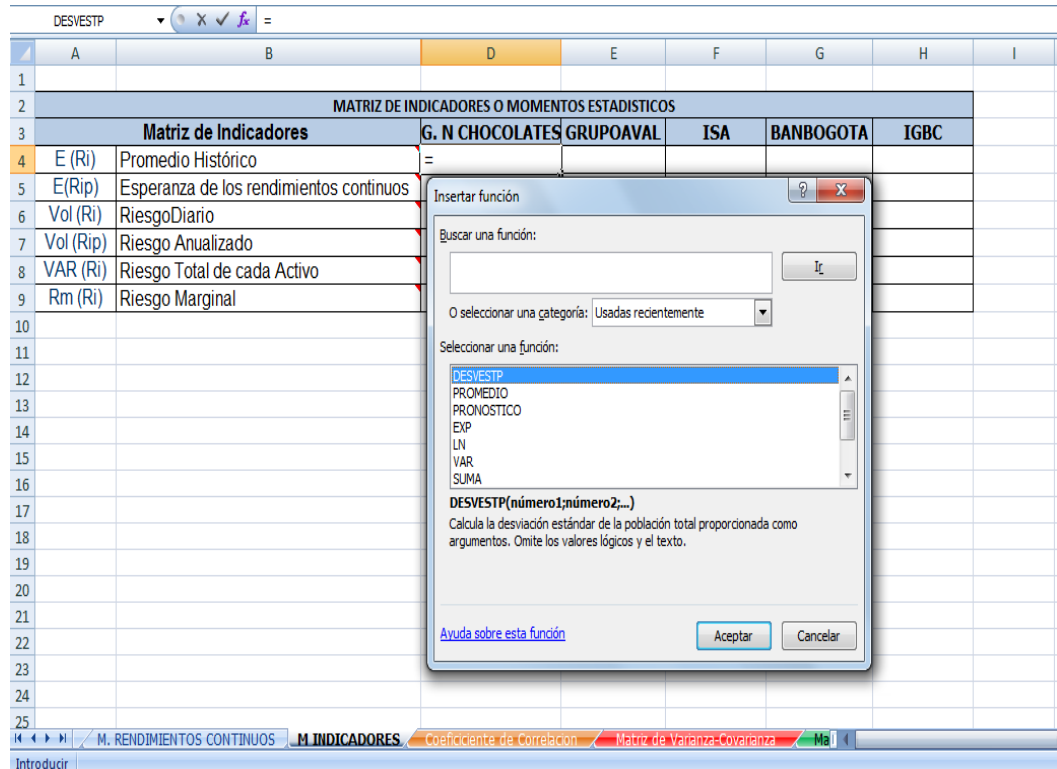 DESVESTP fx =
A B D E F G H I
1
2 MATRIZ DE INDICADORES O MOMENTOS ESTADISTICOS
3 Matriz de Indicadores G. N CHOCOLATES GRUPOAVAL ISA BANBOGOTA IGBC
4 E (Ri) Promedio Histórico =
5 E(Rip) Esperanza de los rendimientos continuos
6 Vol (Ri) RiesgoDiario
7 Vol (Rip) Riesgo Anualizado
8 VAR (Ri) Riesgo Total de cada Activo
9 Rm (Ri) Riesgo Marginal
10
11
12
13
14
15
16
17
18
19
20
21
22
23
24
25
Insertar función
Buscar una función:
Ir
O seleccionar una categoría: Usadas recientemente
Seleccionar una función:
DESVESTP
PROMEDIO
PRONOSTICO
EXP
LN
VAR
SUMA
DESVESTP(número1;número2;...)
Calcula la desviación estándar de la población total proporcionada como
argumentos. Omite los valores lógicos y el texto.
Ayuda sobre esta función
Aceptar Cancelar
M. RENDIMIENTOS CONTINUOS M INDICADORES Coeficiciente de Correlacion Matriz de Varianza-Covarianza Ma
Introducir